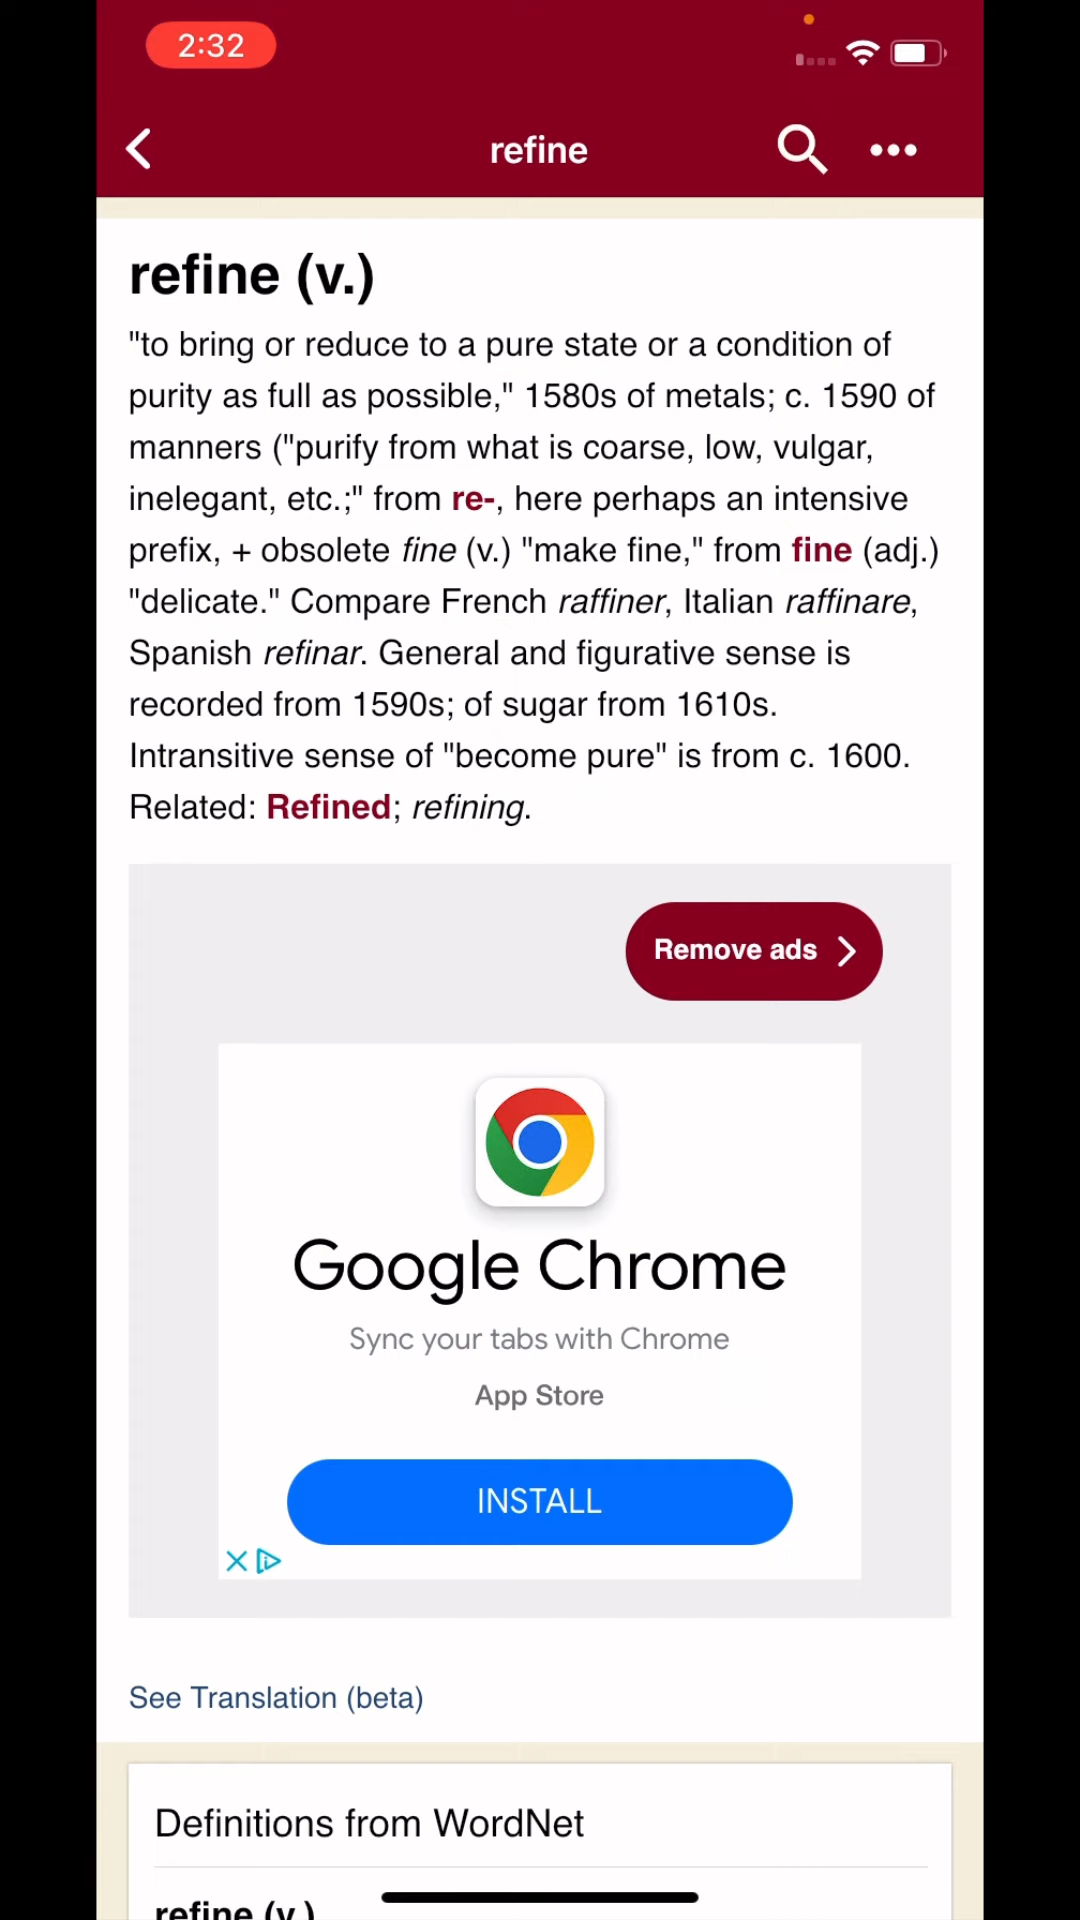 2:32
refine
refine (v.)
"to bring or reduce to a pure state or a condition of
purity as full as possible," 1580s of metals; c. 1590 of
manners ("purify from what is coarse, low, vulgar,
inelegant, etc.;" from re-, here perhaps an intensive
prefix, + obsolete fine (v.) "make fine," from fine (adj.)
"delicate." Compare French raffiner, Italian raffinare,
Spanish refinar. General and figurative sense is
recorded from 1590s; of sugar from 1610s.
Intransitive sense of "become pure" is from c. 1600.
Related: Refined; refining.
Remove ads
Google Chrome
Sync your tabs with Chrome
App Store
INSTALL
See Translation (beta)
Definitions from WordNet
refine (v.)